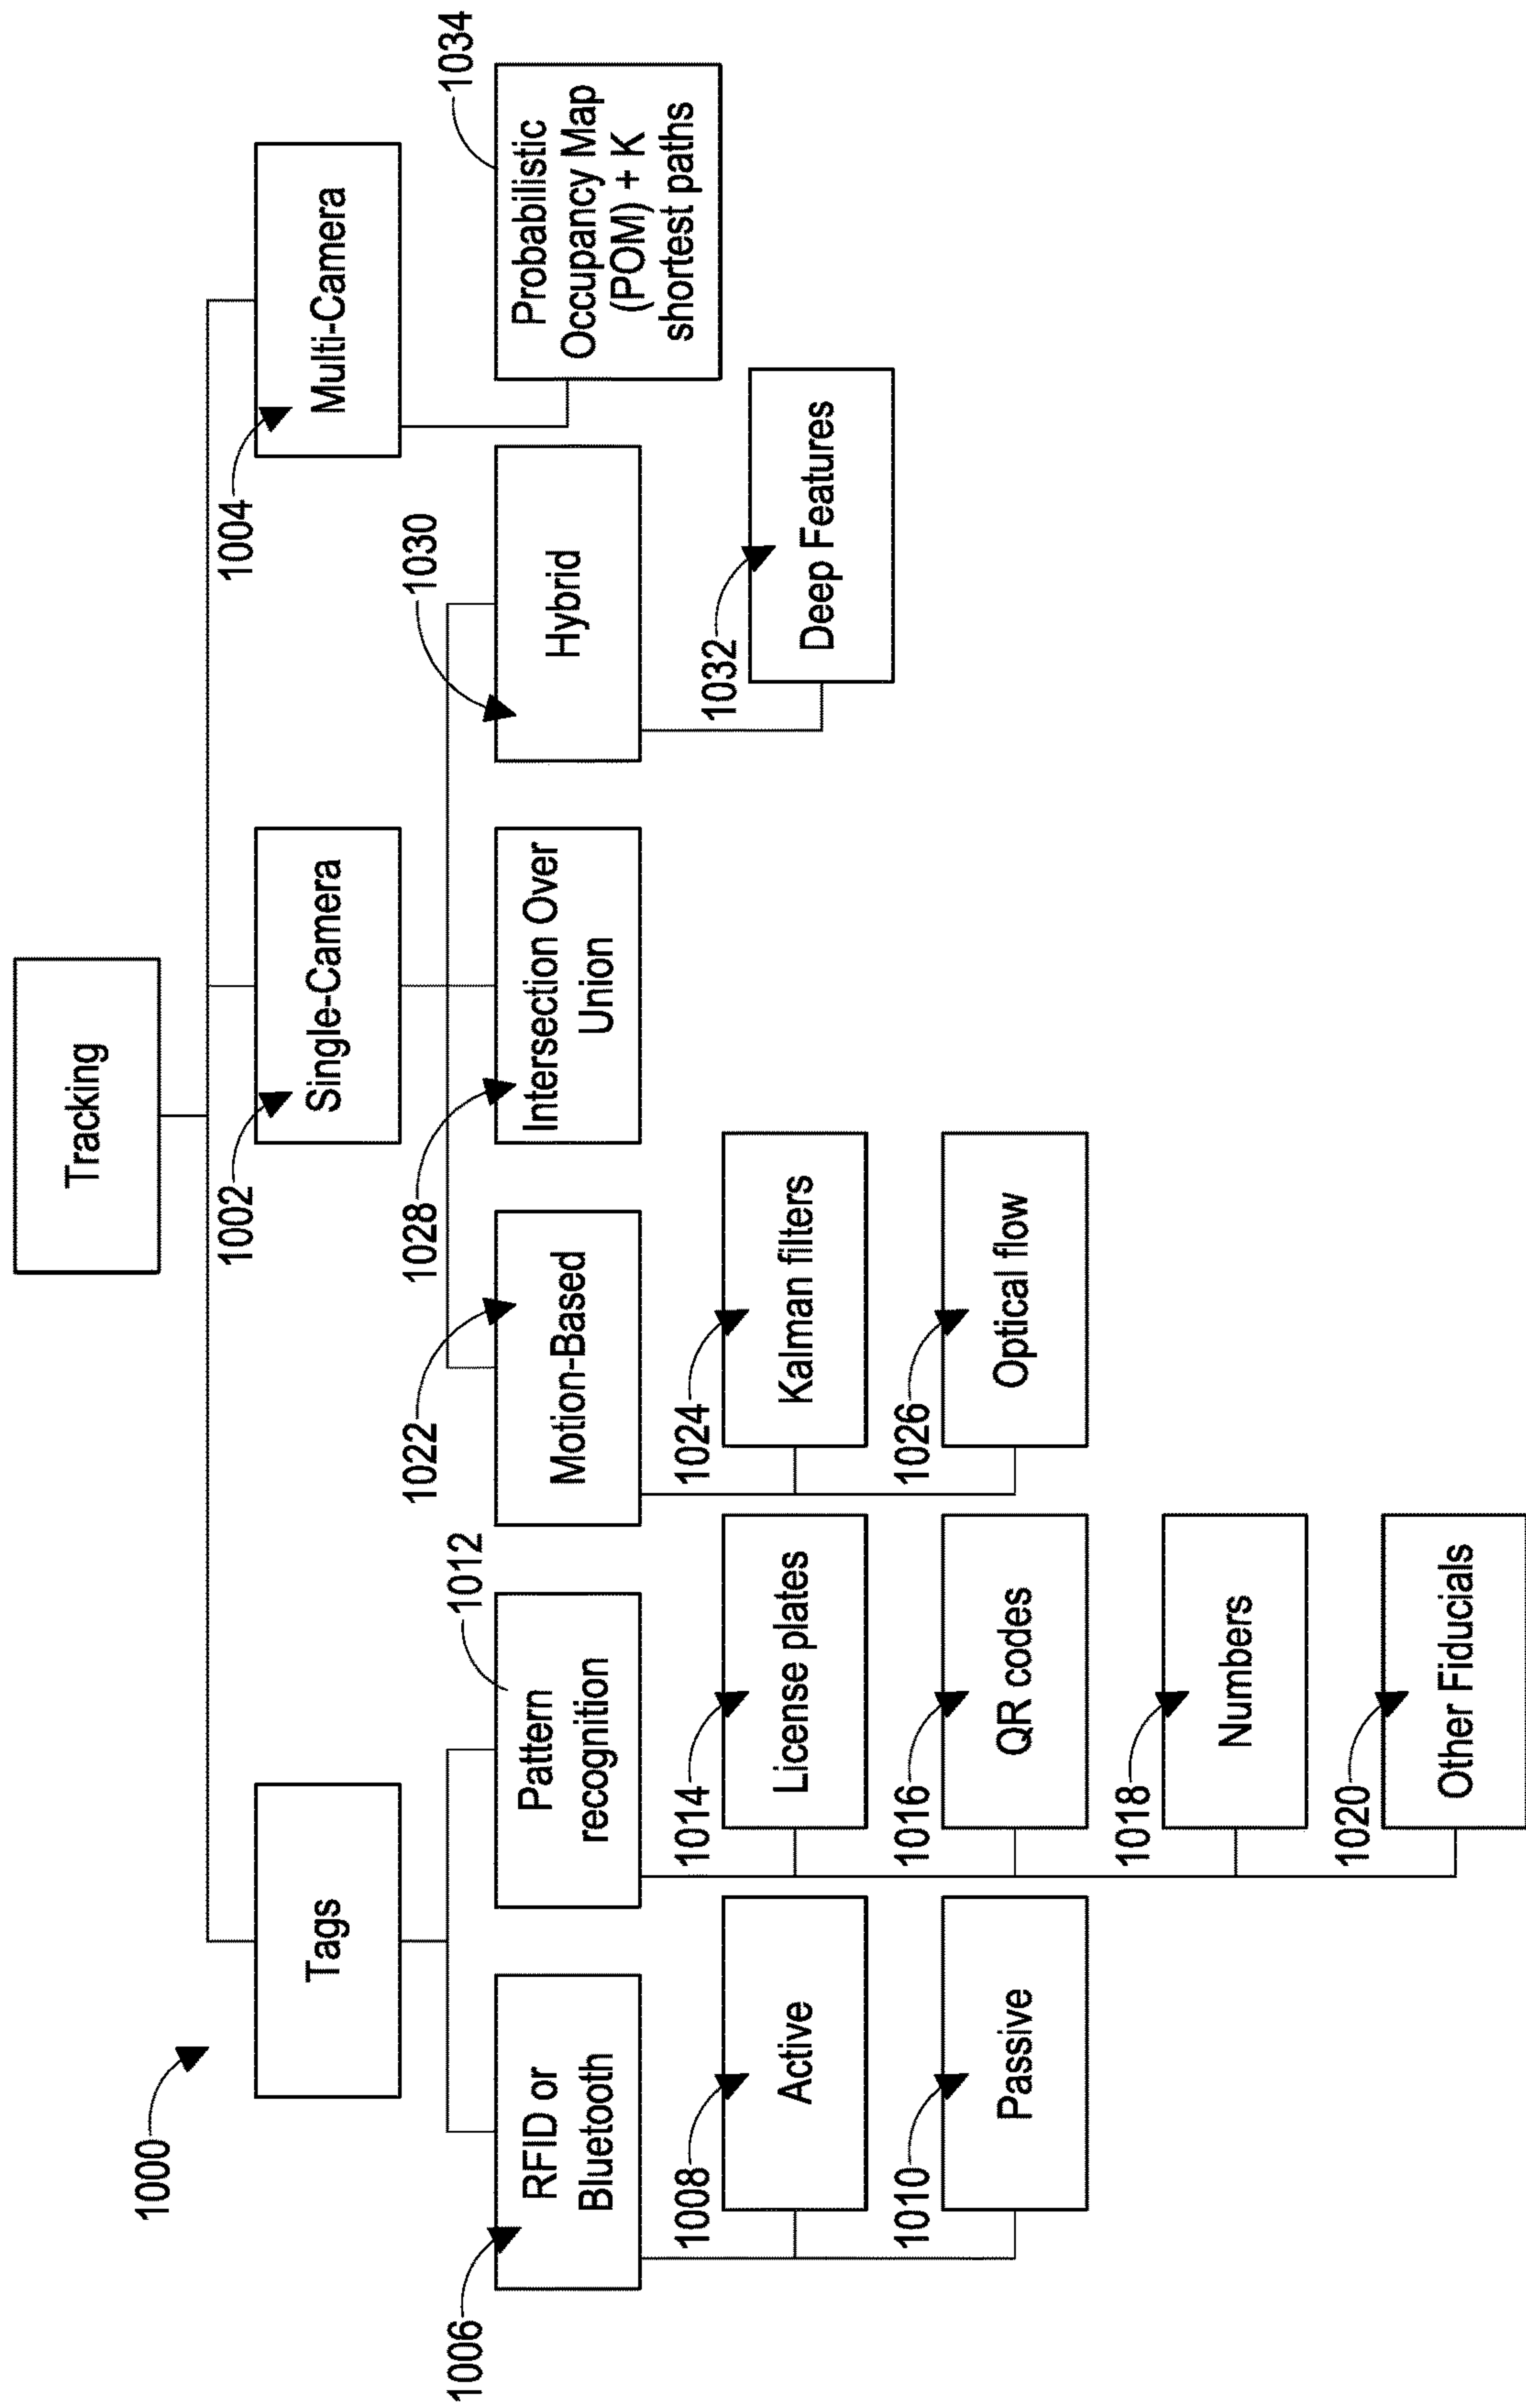 1000
Tracking
Tags
1002
Single-Camera
1004
Multi-Camera
1006
RFID or
Bluetooth
1012
Pattern
recognition
1022
Motion-Based
1028
Intersection Over
Union
1030
Hybrid
1034
Probabilistic
Occupancy Map
(POM) + K
shortest paths
1008
Active
1014
License plates
1024
Kalman filters
1032
Deep Features
1010
Passive
1016
QR codes
1026
Optical flow
1018
Numbers
1020
Other Fiducials